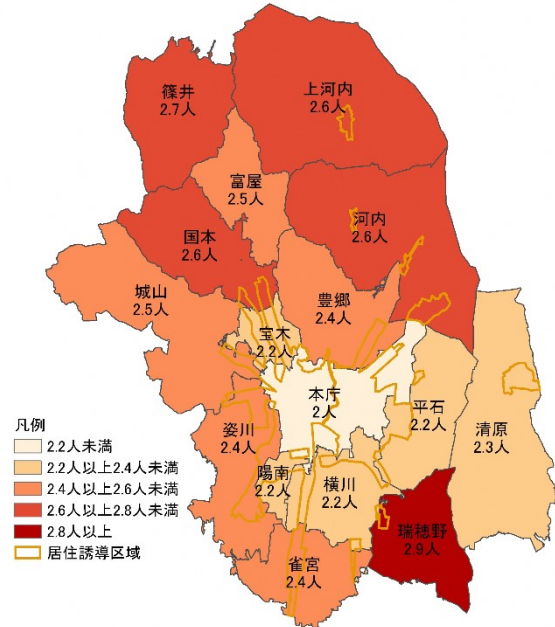 篠井
2.7人
上河内
2.6人
富屋
2.5人
国本
2.6人
河内
2.6人
城山
2.5人
豊郷
2.4人
宝木
2.2人
本庁
2人
平石
2.2人
清原
2.3人
姿川
2.4人
陽南
2.2人
横川
2.2人
瑞穂野
2.9人
雀宮
2.4人
凡例
2.2人未満
2.2人以上2.4人未満
2.4人以上2.6人未満
2.6人以上2.8人未満
2.8人以上
居住誘導区域